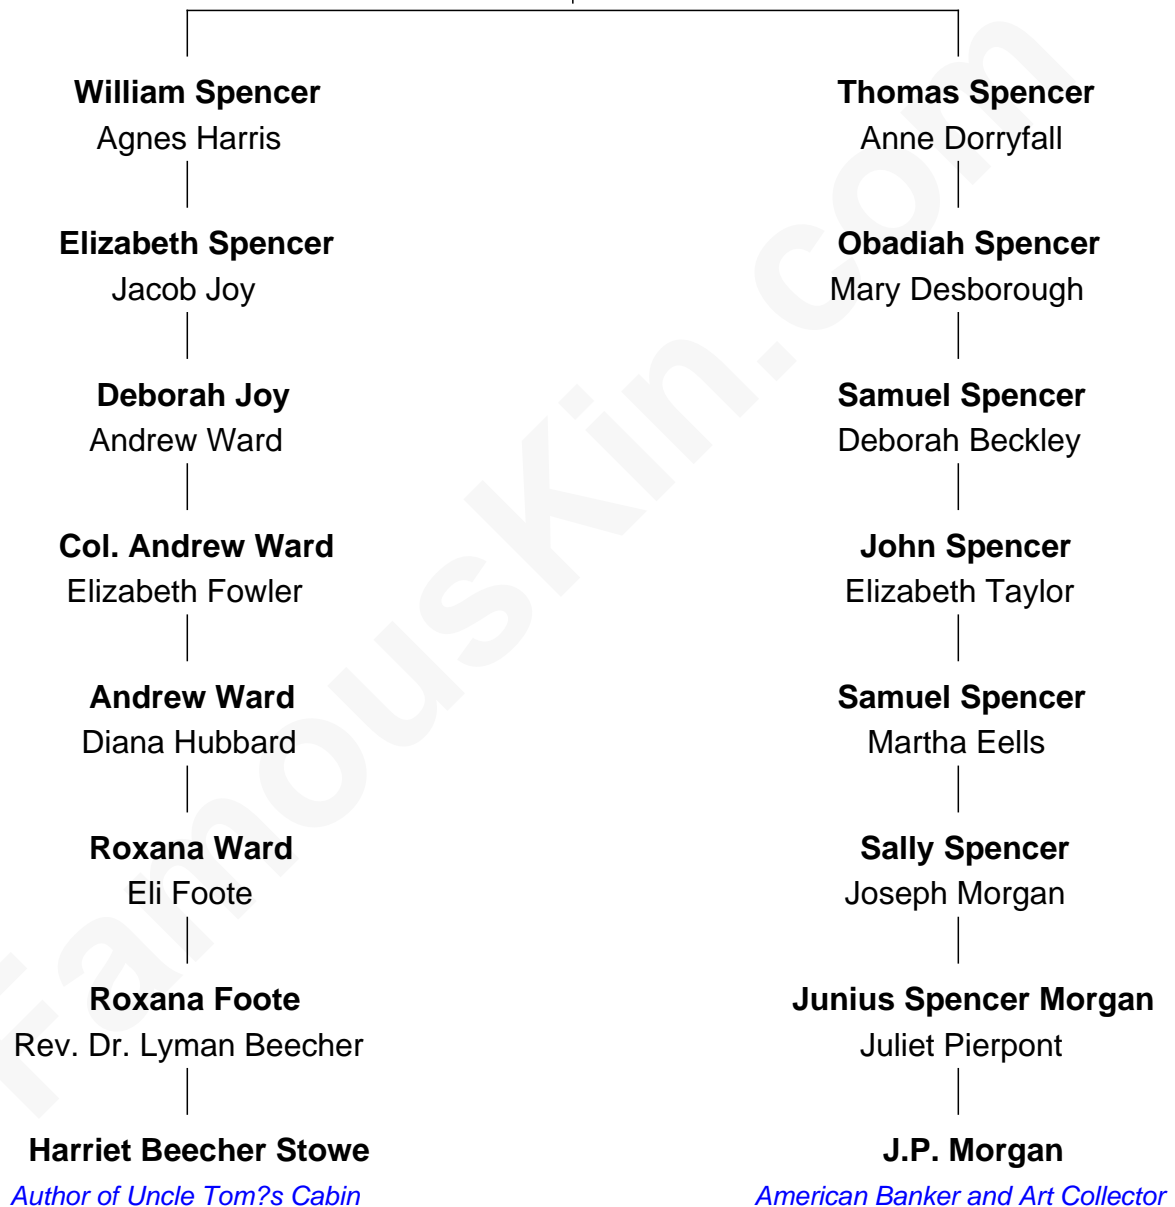 William Spencer
Agnes Harris
Elizabeth Spencer
Jacob Joy
Deborah Joy
Andrew Ward
Col. Andrew Ward
Elizabeth Fowler
Andrew Ward
Diana Hubbard
Roxana Ward
Eli Foote
Roxana Foote
Rev. Dr. Lyman Beecher
Harriet Beecher Stowe
Author of Uncle Tom?s Cabin
Thomas Spencer
Anne Dorryfall
Obadiah Spencer
Mary Desborough
Samuel Spencer
Deborah Beckley
John Spencer
Elizabeth Taylor
Samuel Spencer
Martha Eells
Sally Spencer
Joseph Morgan
Junius Spencer Morgan
Juliet Pierpont
J.P. Morgan
American Banker and Art Collector
FamousKin.com